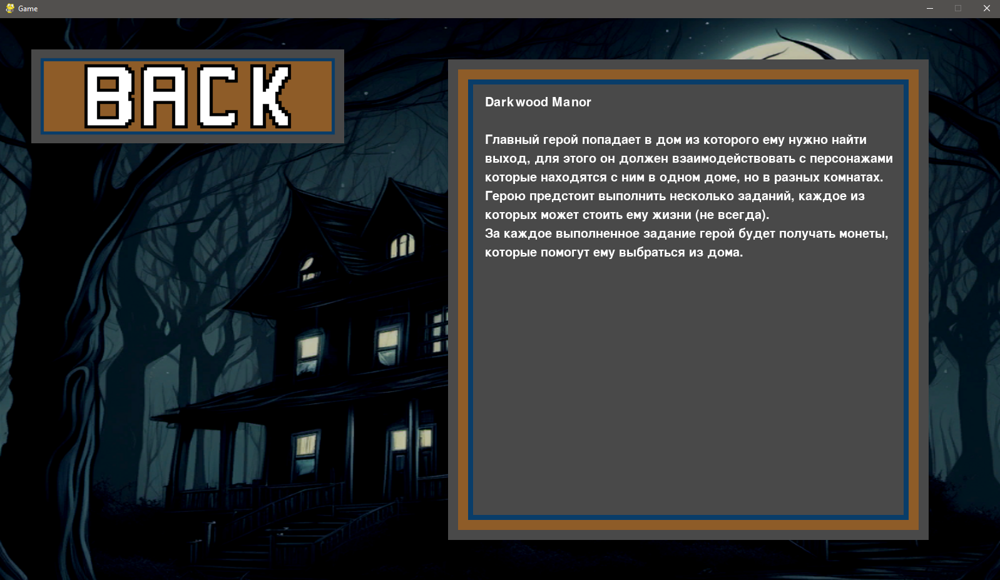 Game
BACK
Darkwood Manor
Главный герой попадает в дом из которого ему нужно найти
выход, для этого он должен взаимодействовать с персонажами
которые находятся с ним в одном доме, но в разных комнатах.
Герою предстоит выполнить несколько заданий, каждое из
которых может стоить ему жизни (не всегда).
За каждое выполненное задание герой будет получать монеты,
которые помогут ему выбраться из дома.